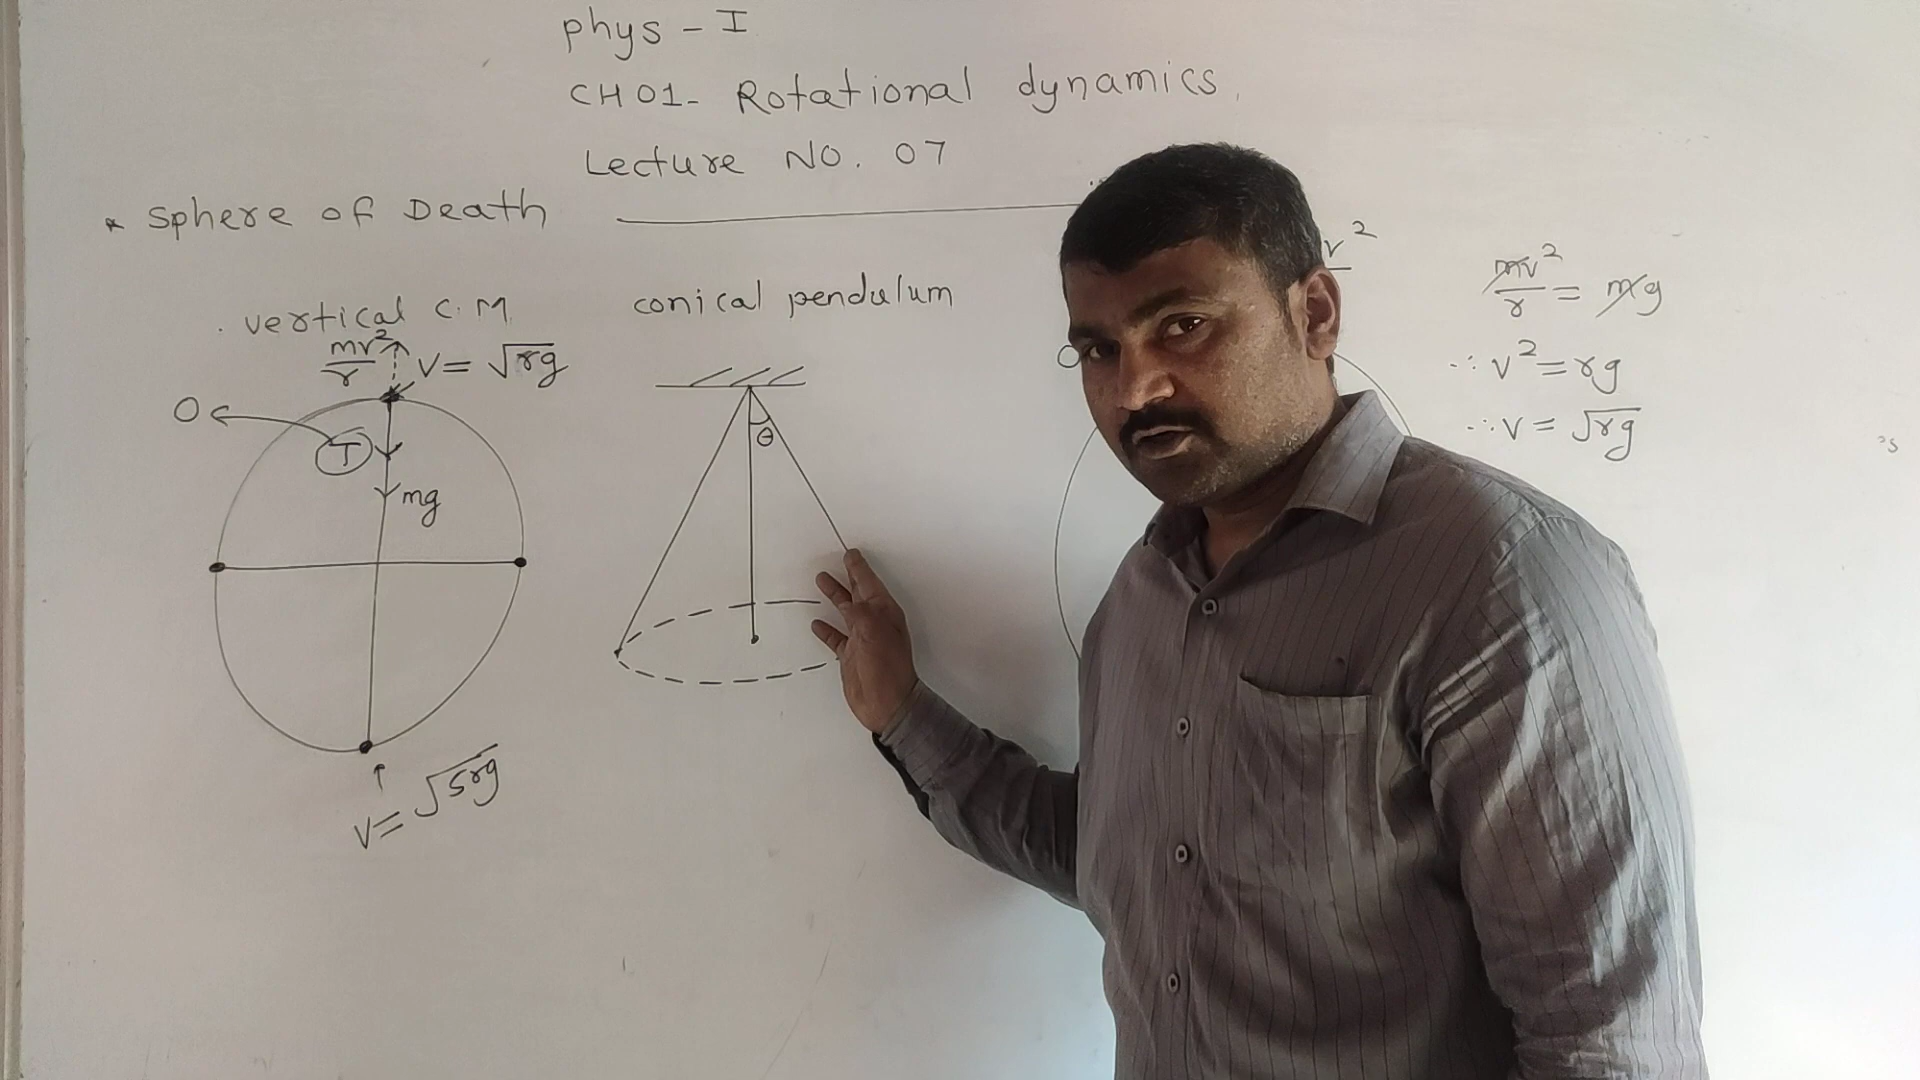 phys - I
CH01- Rotational dynamics
Lecture NO. 07
* Sphere of Death
vertical C.M.
mv²/r
v = √rg
O
T
mg
v = √5rg
conical pendulum
θ
v²
mv²/r = mg
∴ v² = rg
∴ v = √rg
's